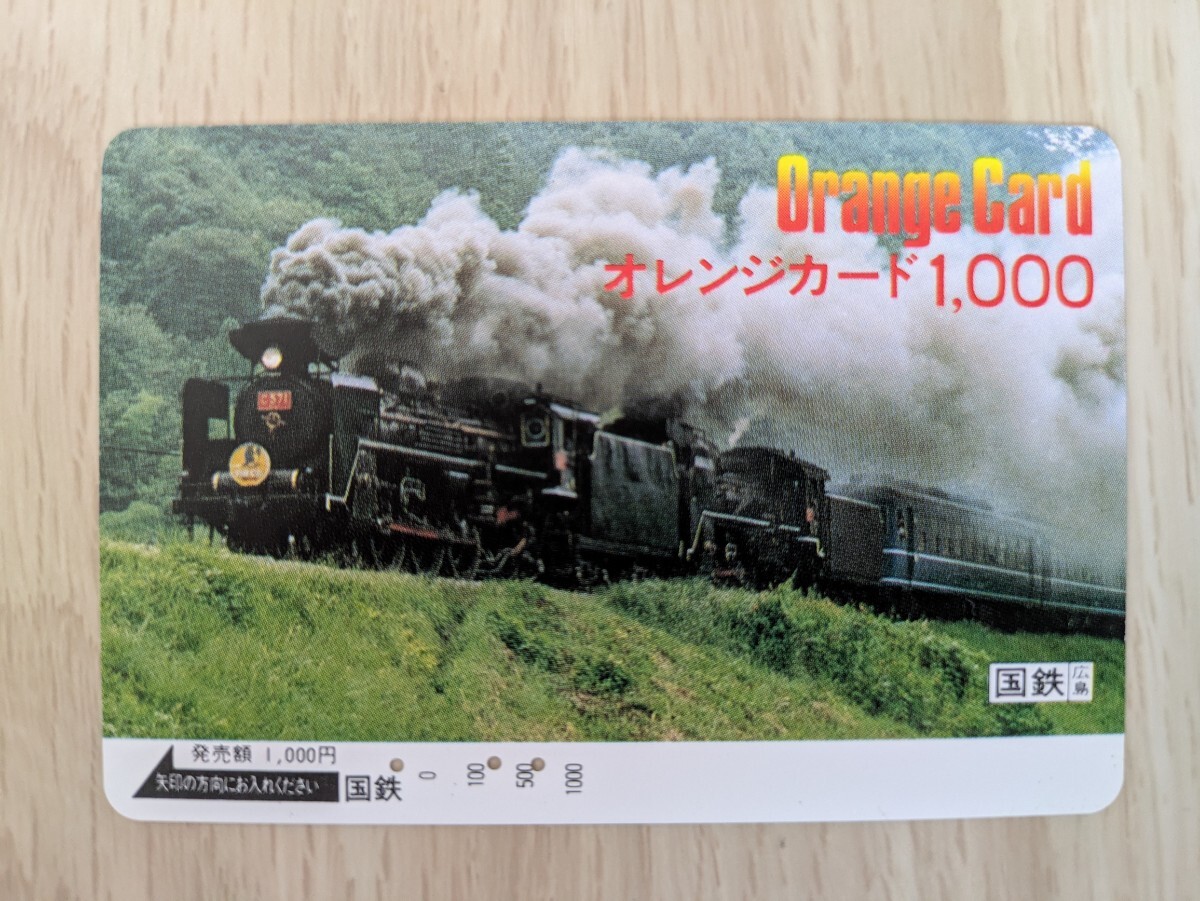 Orange Card
オレンジカード 1,000
C571
国鉄 広島
発売額 1,000円
矢印の方向にお入れください
国鉄
0 100 500 1000